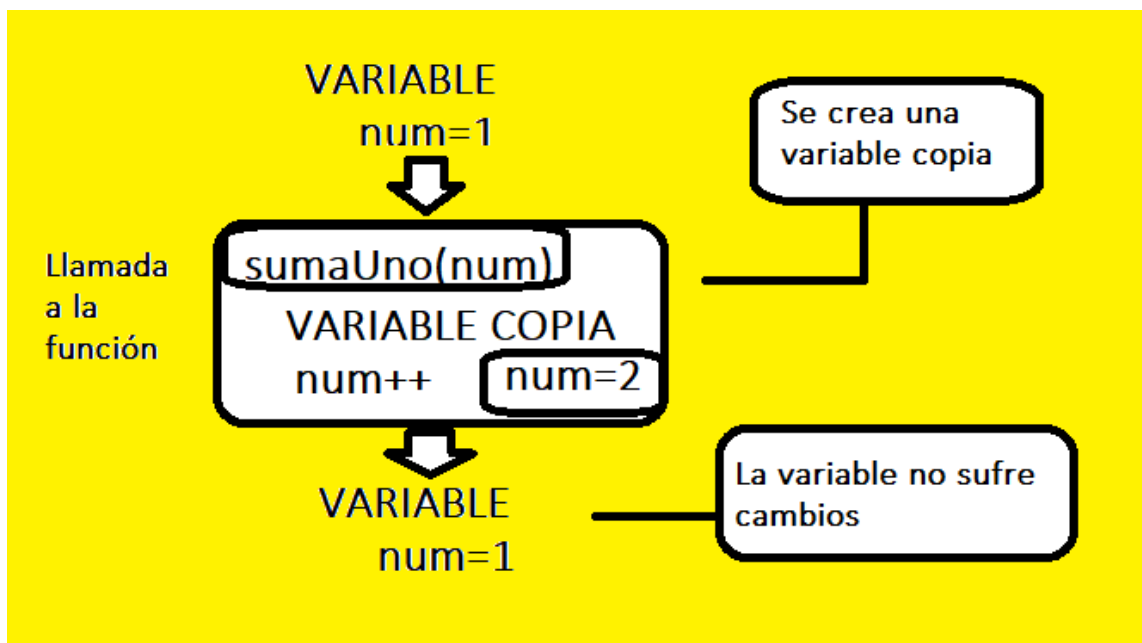 VARIABLE
num=1
Se crea una
variable copia
Llamada
a la
función
sumaUno(num)
VARIABLE COPIA
num++ num=2
VARIABLE
num=1
La variable no sufre
cambios